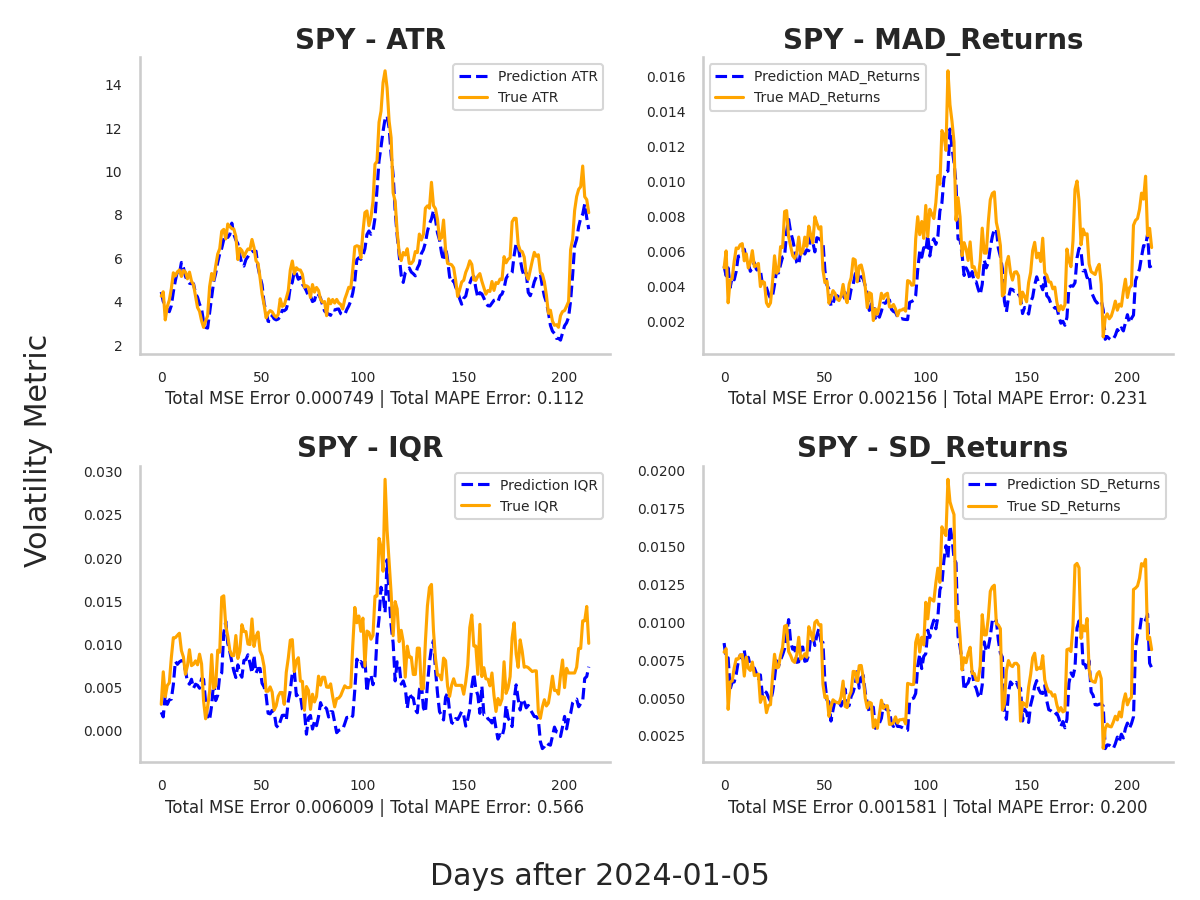 SPY - ATR
Prediction ATR
True ATR
14
12
10
8
6
4
2
0 50 100 150 200
Total MSE Error 0.000749 | Total MAPE Error: 0.112
SPY - MAD_Returns
Prediction MAD_Returns
True MAD_Returns
0.016
0.014
0.012
0.010
0.008
0.006
0.004
0.002
0 50 100 150 200
Total MSE Error 0.002156 | Total MAPE Error: 0.231
Volatility Metric
SPY - IQR
Prediction IQR
True IQR
0.030
0.025
0.020
0.015
0.010
0.005
0.000
0 50 100 150 200
Total MSE Error 0.006009 | Total MAPE Error: 0.566
SPY - SD_Returns
Prediction SD_Returns
True SD_Returns
0.0200
0.0175
0.0150
0.0125
0.0100
0.0075
0.0050
0.0025
0 50 100 150 200
Total MSE Error 0.001581 | Total MAPE Error: 0.200
Days after 2024-01-05